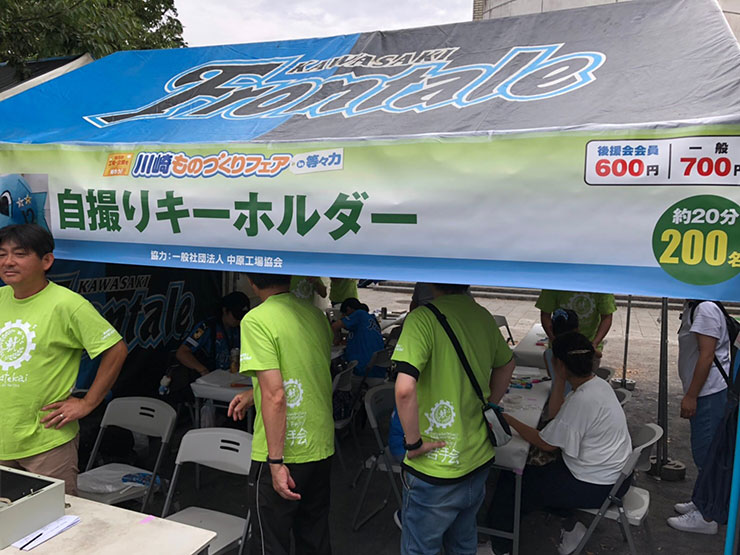 KAWASAKI
Frontale
川崎ものづくりフェア in 等々力
後援会会員 600円
一般 700円
自撮りキーホルダー
約20分
200名
協力:一般社団法人 中原工場協会
KAWASAKI
Frontale
若手会